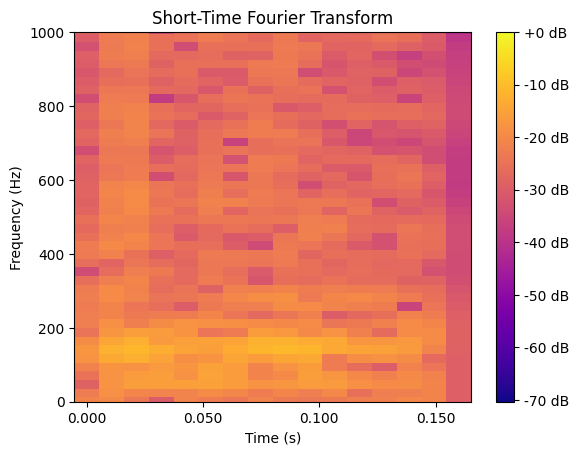 Short-Time Fourier Transform
1000
800
600
400
200
0
Frequency (Hz)
0.000
0.050
0.100
0.150
Time (s)
+0 dB
-10 dB
-20 dB
-30 dB
-40 dB
-50 dB
-60 dB
-70 dB